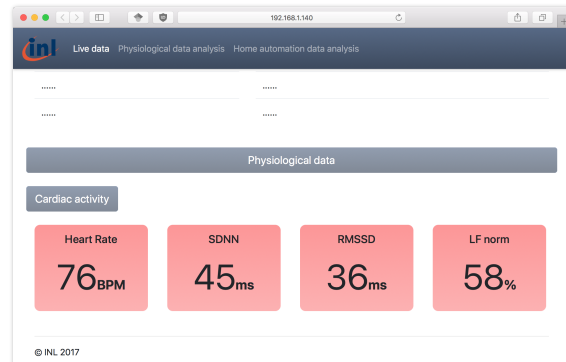 192.168.1.140
inl Live data Physiological data analysis Home automation data analysis
...... ......
...... ......
Physiological data
Cardiac activity
Heart Rate SDNN RMSSD LF norm
76BPM 45ms 36ms 58%
© INL 2017